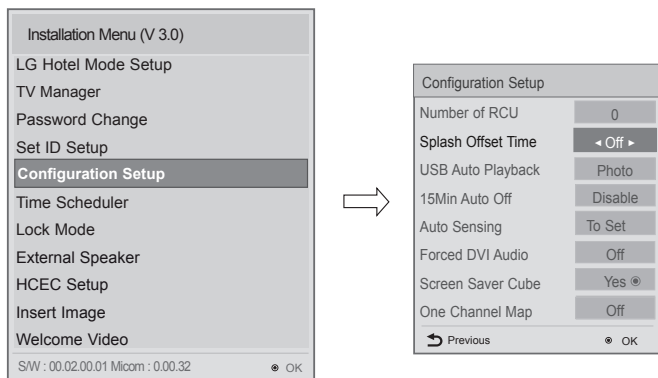 Installation Menu (V 3.0)
LG Hotel Mode Setup
TV Manager
Password Change
Set ID Setup
Configuration Setup
Time Scheduler
Lock Mode
External Speaker
HCEC Setup
Insert Image
Welcome Video
S/W : 00.02.00.01 Micom : 0.00.32 ◉ OK
Configuration Setup
Number of RCU 0
Splash Offset Time ◄ Off ►
USB Auto Playback Photo
15Min Auto Off Disable
Auto Sensing To Set
Forced DVI Audio Off
Screen Saver Cube Yes ◉
One Channel Map Off
Previous ◉ OK